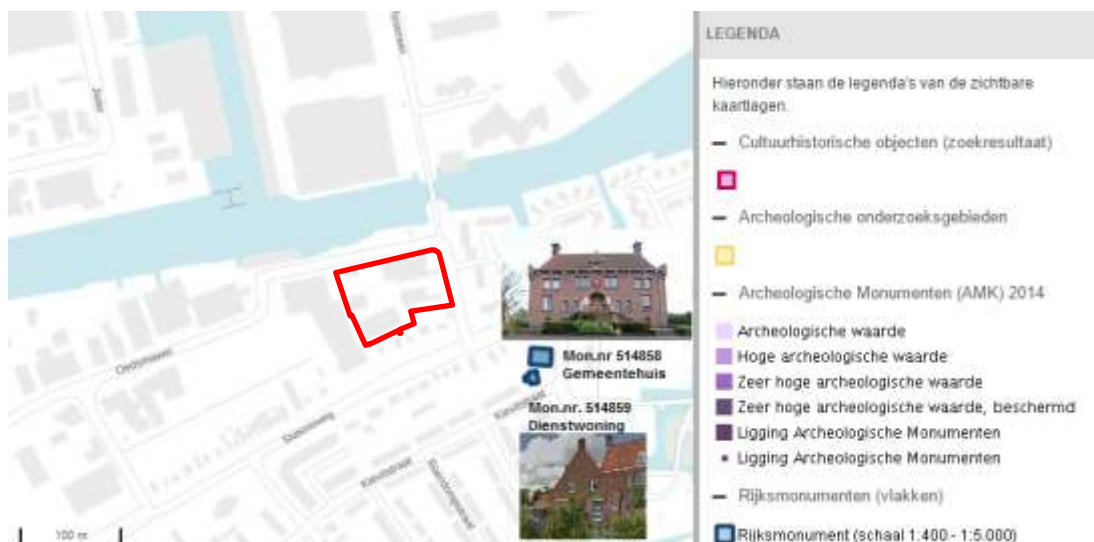 Stationsweg
Kievitstraat
100 m
Mon.nr 514858
Gemeentehuis
Mon.nr. 514859
Dienstwoning
LEGENDA
Hieronder staan de legenda's van de zichtbare
kaartlagen.
Cultuurhistorische objecten (zoekresultaat)
Archeologische onderzoeksgebieden
Archeologische Monumenten (AMK) 2014
Archeologische waarde
Hoge archeologische waarde
Zeer hoge archeologische waarde
Zeer hoge archeologische waarde, beschermd
Ligging Archeologische Monumenten
Ligging Archeologische Monumenten
Rijksmonumenten (vlakken)
Rijksmonument (schaal 1:400 - 1:5.000)